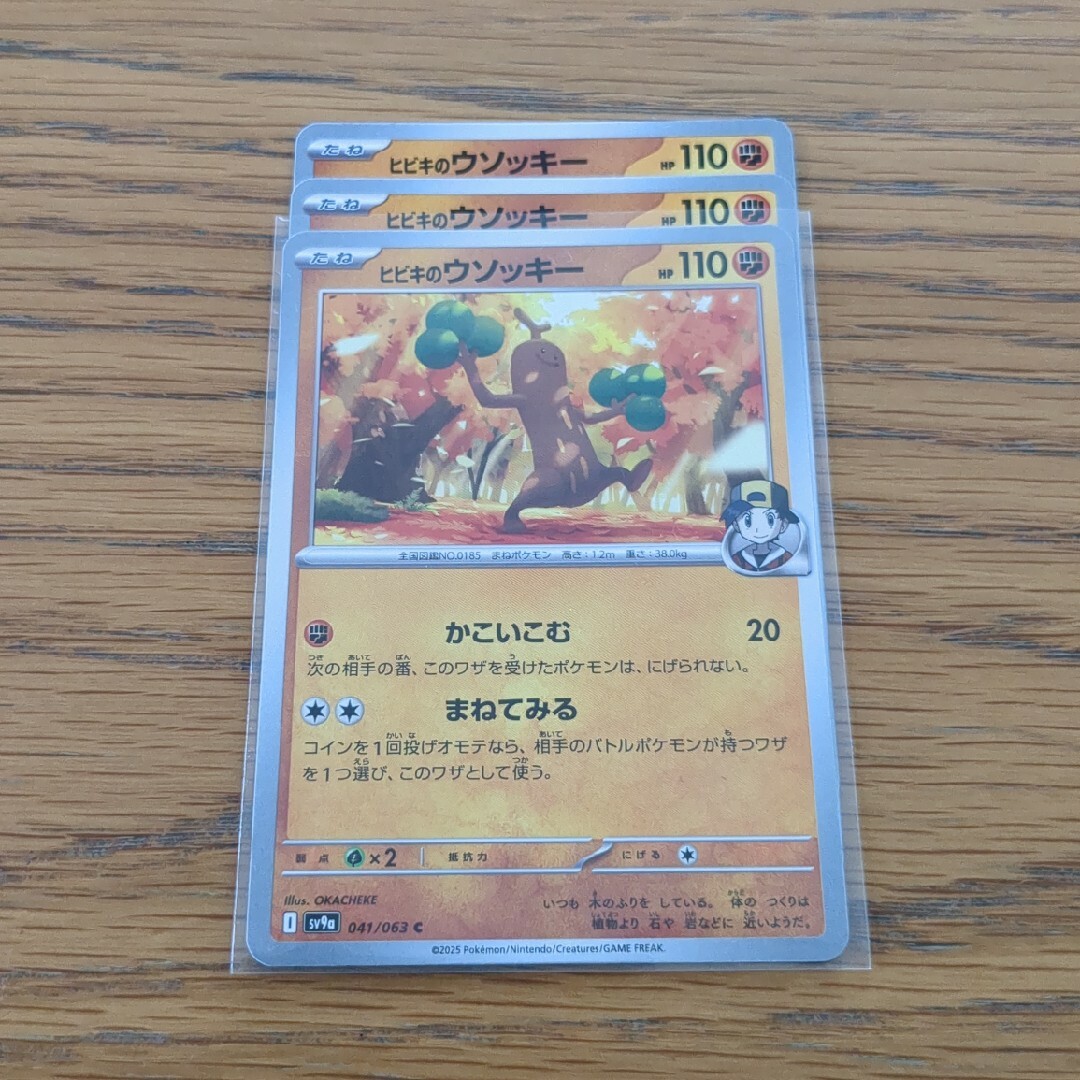 たね ヒビキのウソッキー HP 110
たね ヒビキのウソッキー HP 110
たね ヒビキのウソッキー HP 110
全国図鑑NO.0185 まねポケモン 高さ：1.2m 重さ：38.0kg
かこいこむ 20
次の相手の番、このワザを受けたポケモンは、にげられない。
まねてみる
コインを1回投げオモテなら、相手のバトルポケモンが持つワザ
を1つ選び、このワザとして使う。
弱点 ×2 抵抗力 にげる
Illus. OKACHEKE
I sv9a 041/063 C
いつも 木のふりを している。 体の つくりは
植物より 石や 岩などに 近いようだ。
©2025 Pokémon/Nintendo/Creatures/GAME FREAK.